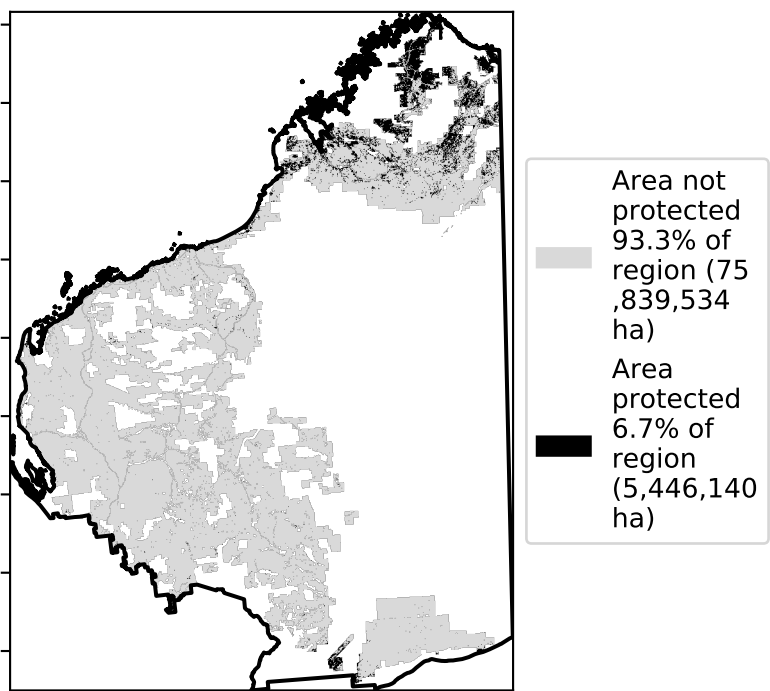 Area not
protected
93.3% of
region (75
,839,534
ha)
Area
protected
6.7% of
region
(5,446,140
ha)